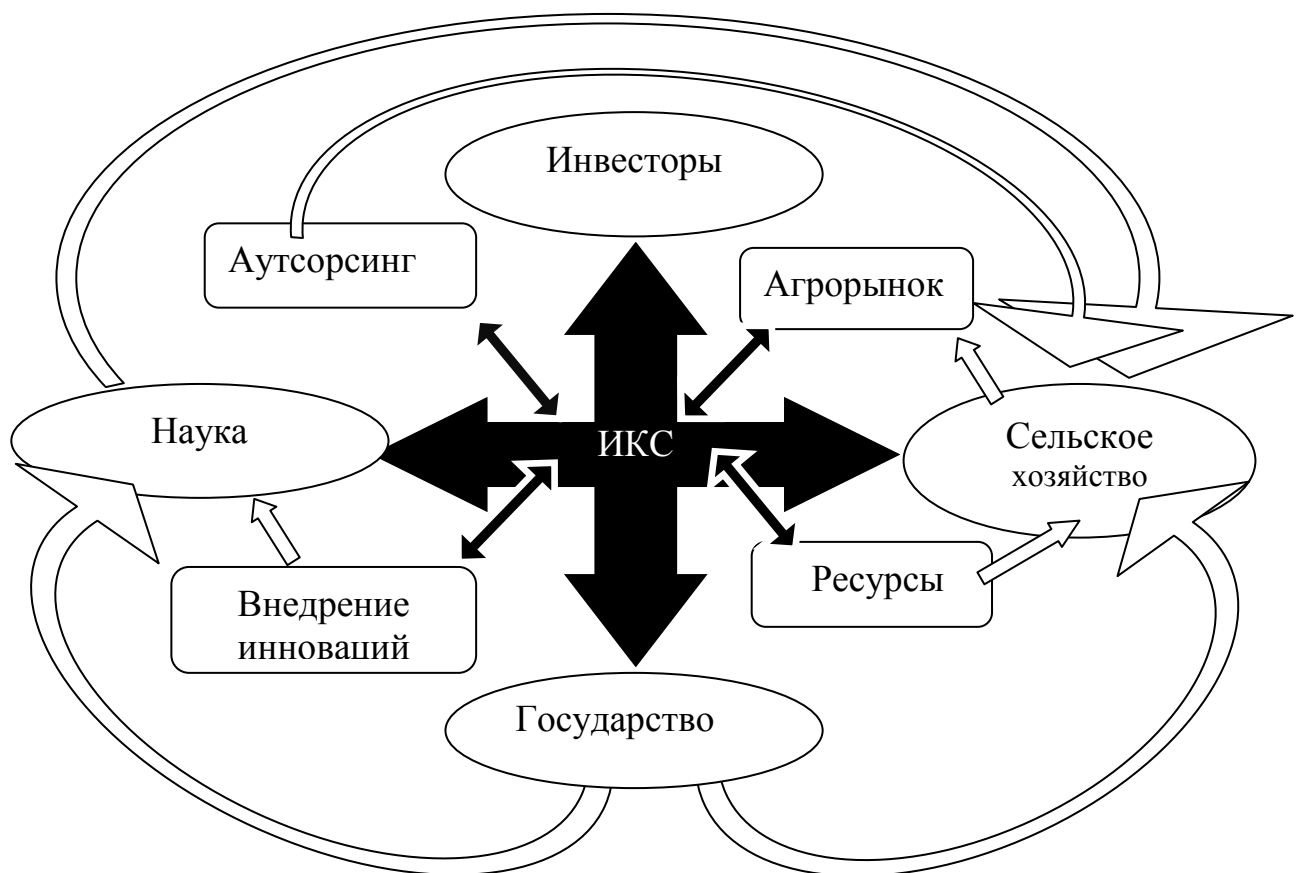 Инвесторы
Аутсорсинг
Агрорынок
Наука
ИКС
Сельское
хозяйство
Внедрение
инноваций
Ресурсы
Государство